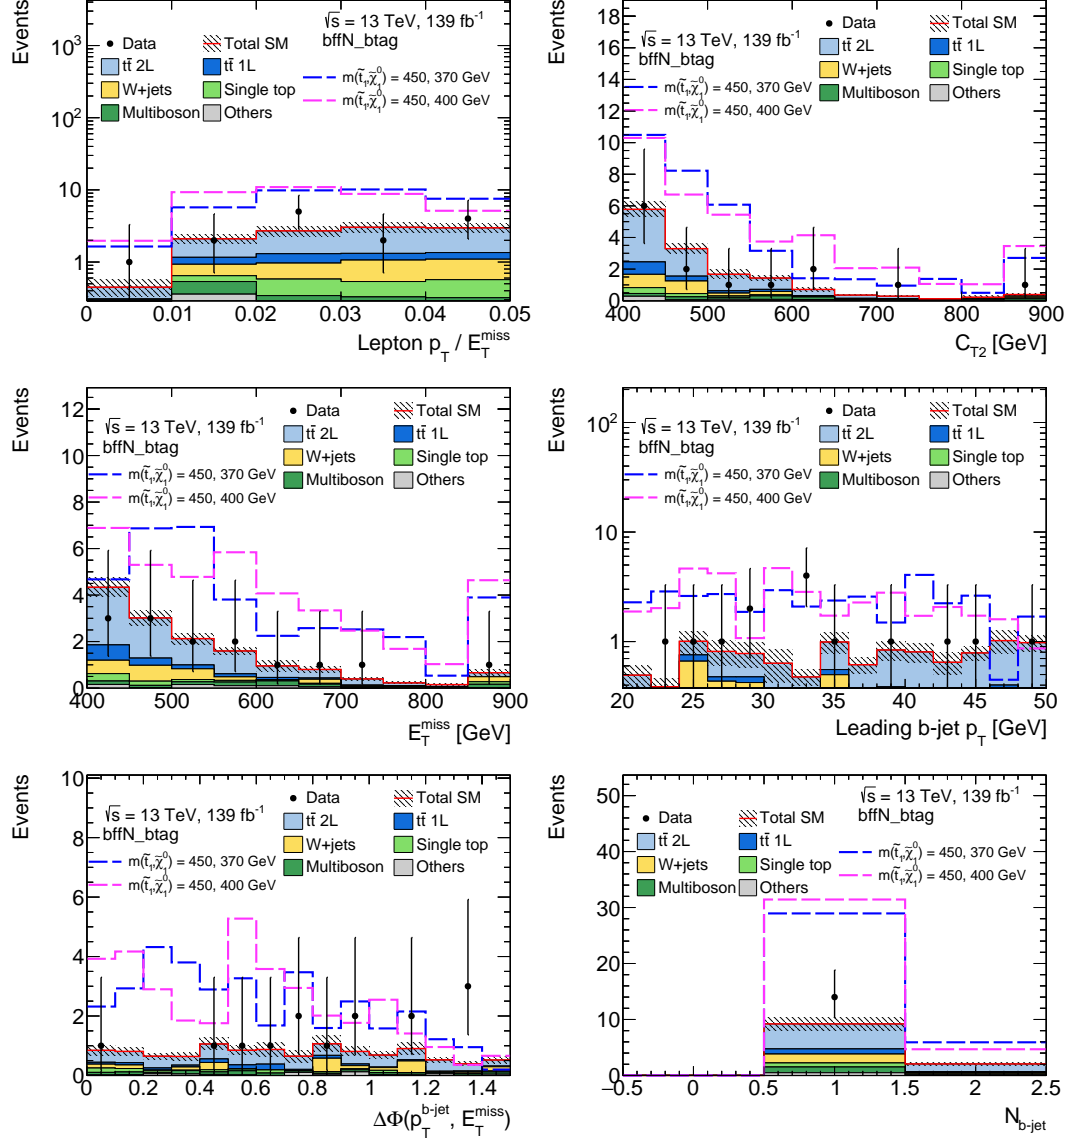 Events
√s = 13 TeV, 139 fb⁻¹
bffN_btag
Data
Total SM
tt̄ 2L
tt̄ 1L
W+jets
Single top
Multiboson
Others
m(t̃₁,χ̃₁⁰) = 450, 370 GeV
m(t̃₁,χ̃₁⁰) = 450, 400 GeV
10³
10²
10
1
0 0.01 0.02 0.03 0.04 0.05
Lepton p_T / E_T^miss
Events
√s = 13 TeV, 139 fb⁻¹
bffN_btag
Data
Total SM
tt̄ 2L
tt̄ 1L
W+jets
Single top
Multiboson
Others
m(t̃₁,χ̃₁⁰) = 450, 370 GeV
m(t̃₁,χ̃₁⁰) = 450, 400 GeV
18
16
14
12
10
8
6
4
2
0
400 500 600 700 800 900
C_T2 [GeV]
Events
√s = 13 TeV, 139 fb⁻¹
bffN_btag
Data
Total SM
tt̄ 2L
tt̄ 1L
W+jets
Single top
Multiboson
Others
m(t̃₁,χ̃₁⁰) = 450, 370 GeV
m(t̃₁,χ̃₁⁰) = 450, 400 GeV
12
10
8
6
4
2
0
400 500 600 700 800 900
E_T^miss [GeV]
Events
√s = 13 TeV, 139 fb⁻¹
bffN_btag
Data
Total SM
tt̄ 2L
tt̄ 1L
W+jets
Single top
Multiboson
Others
m(t̃₁,χ̃₁⁰) = 450, 370 GeV
m(t̃₁,χ̃₁⁰) = 450, 400 GeV
10²
10
1
20 25 30 35 40 45 50
Leading b-jet p_T [GeV]
Events
√s = 13 TeV, 139 fb⁻¹
bffN_btag
Data
Total SM
tt̄ 2L
tt̄ 1L
W+jets
Single top
Multiboson
Others
m(t̃₁,χ̃₁⁰) = 450, 370 GeV
m(t̃₁,χ̃₁⁰) = 450, 400 GeV
10
8
6
4
2
0
0 0.2 0.4 0.6 0.8 1 1.2 1.4
ΔΦ(p_T^b-jet, E_T^miss)
Events
√s = 13 TeV, 139 fb⁻¹
bffN_btag
Data
Total SM
tt̄ 2L
tt̄ 1L
W+jets
Single top
Multiboson
Others
m(t̃₁,χ̃₁⁰) = 450, 370 GeV
m(t̃₁,χ̃₁⁰) = 450, 400 GeV
50
40
30
20
10
0
−0.5 0 0.5 1 1.5 2 2.5
N_b-jet